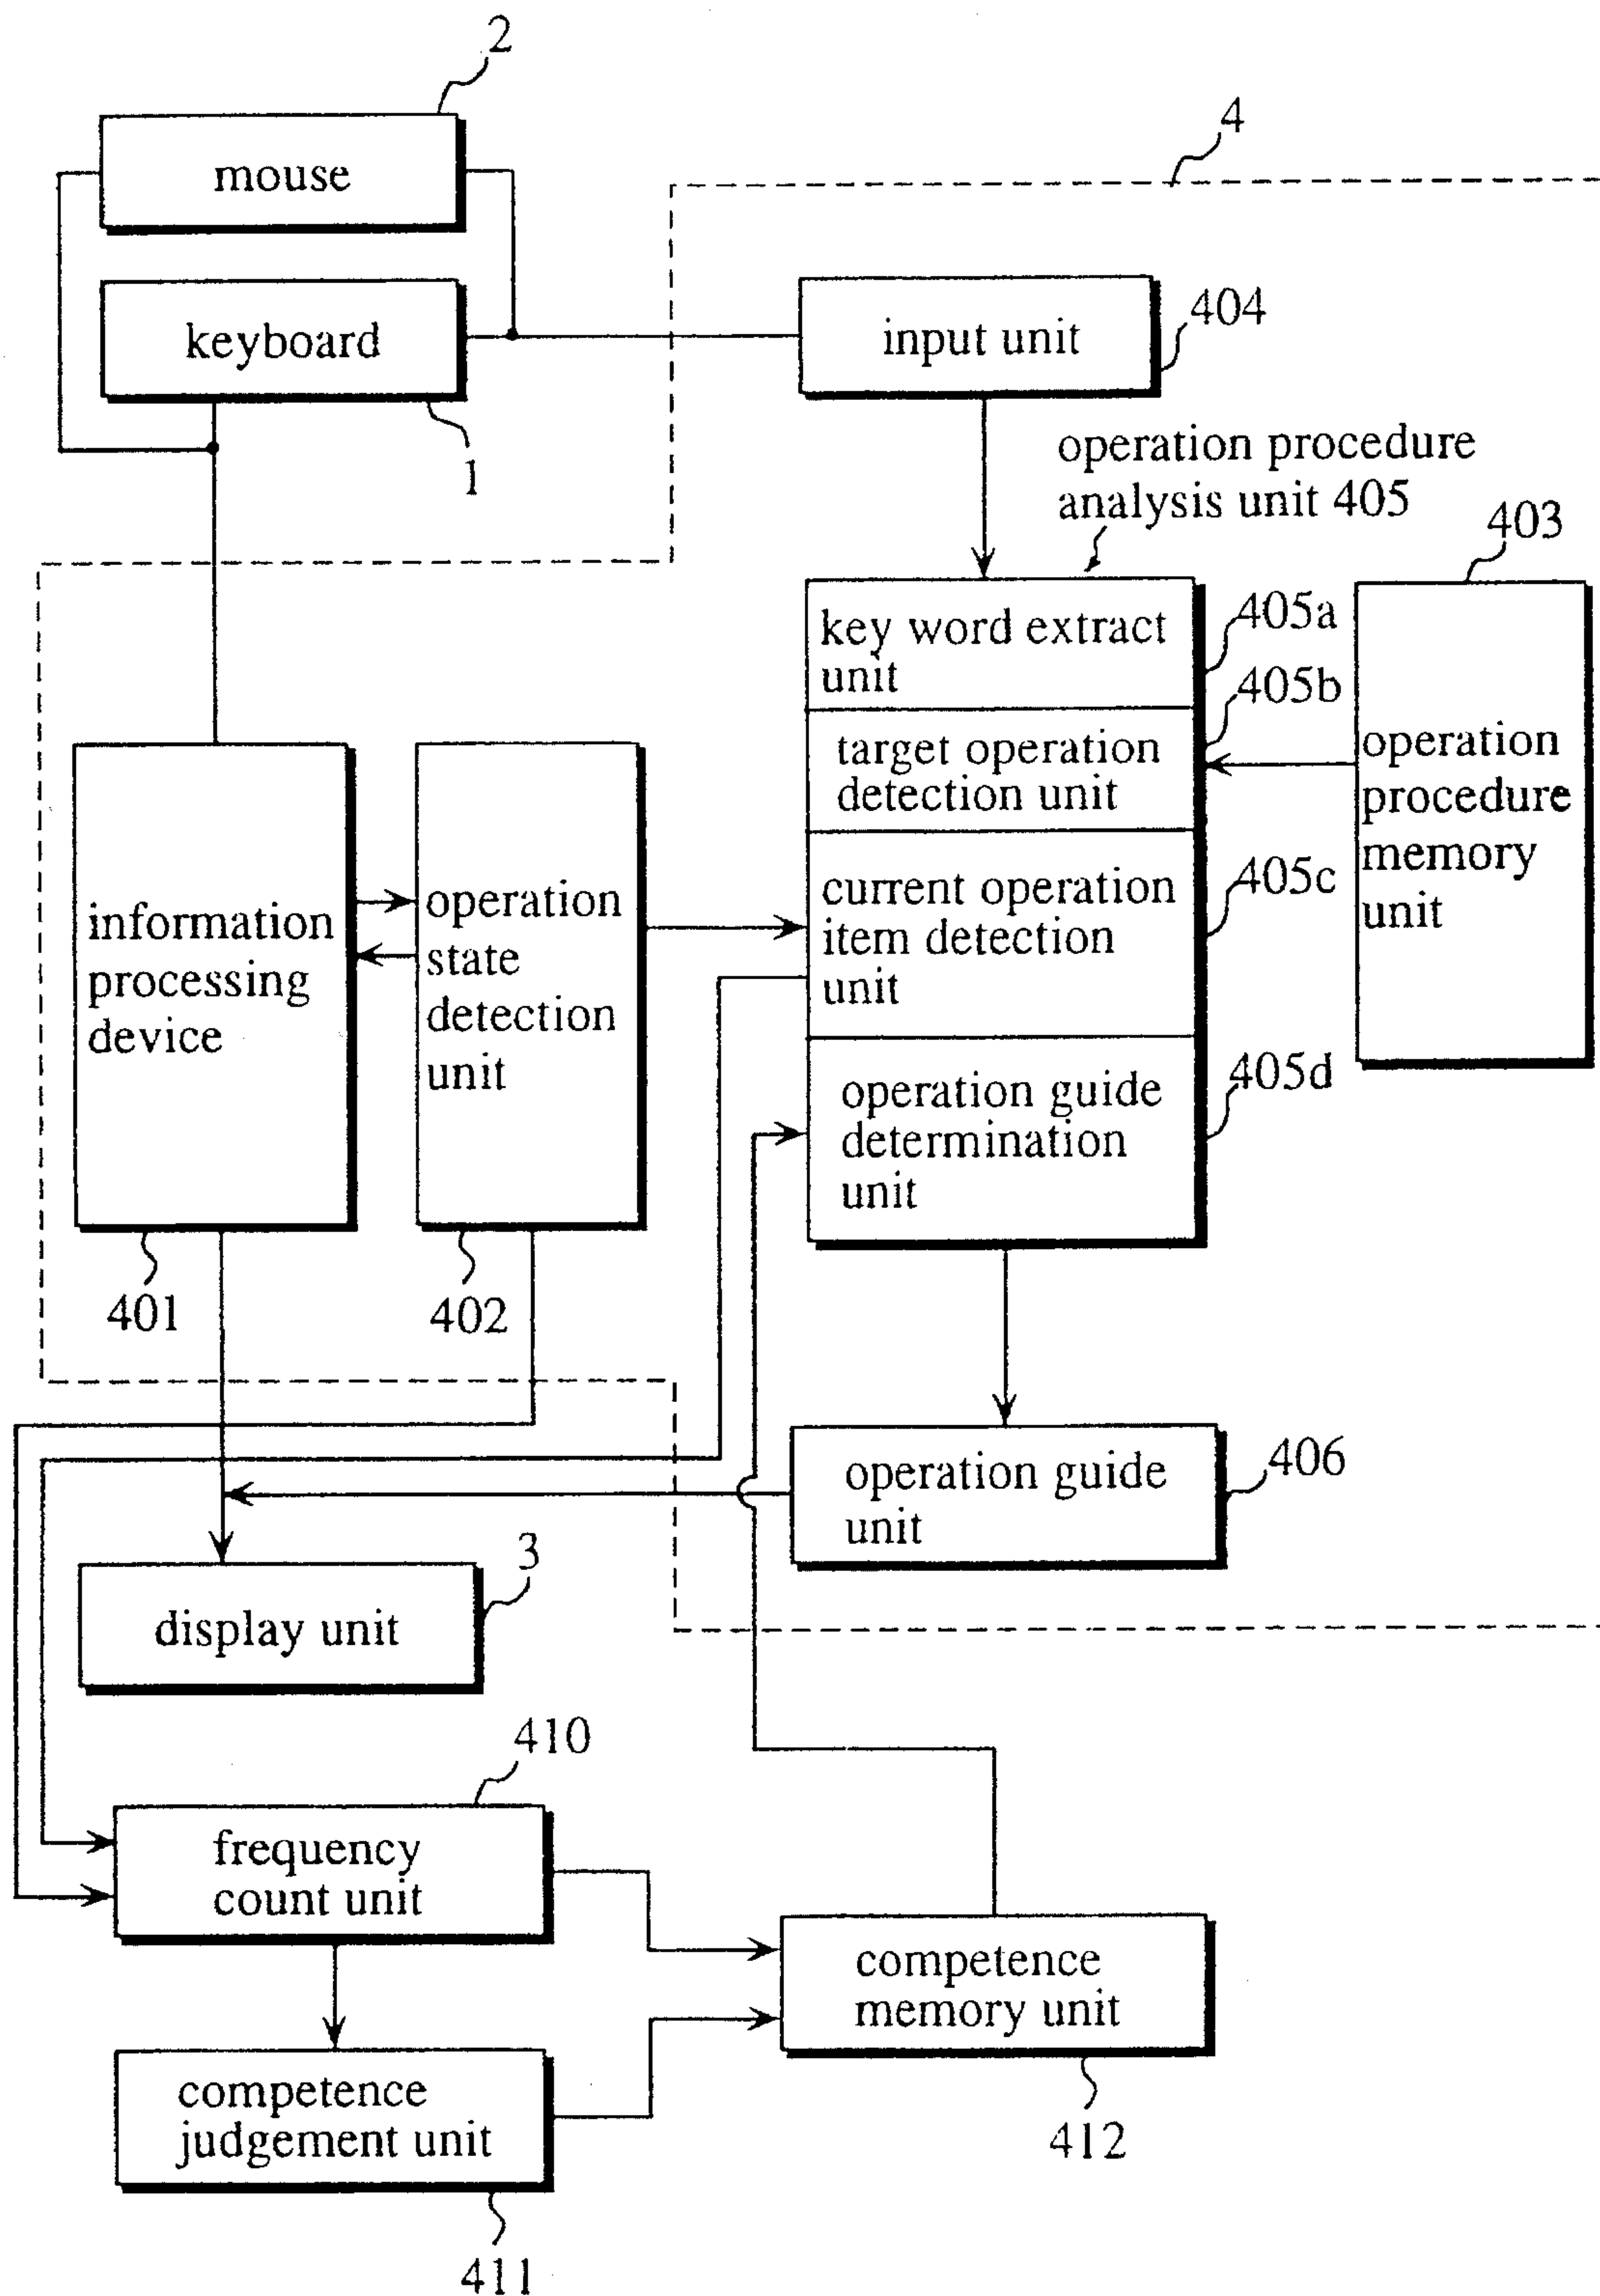 2
mouse
4
keyboard
1
input unit
404
operation procedure
analysis unit 405
403
key word extract
unit
405a
405b
target operation
detection unit
operation
procedure
memory
unit
current operation
item detection
unit
405c
information
processing
device
operation
state
detection
unit
operation guide
determination
unit
405d
401
402
operation guide
unit
406
3
display unit
410
frequency
count unit
competence
memory unit
412
competence
judgement unit
411